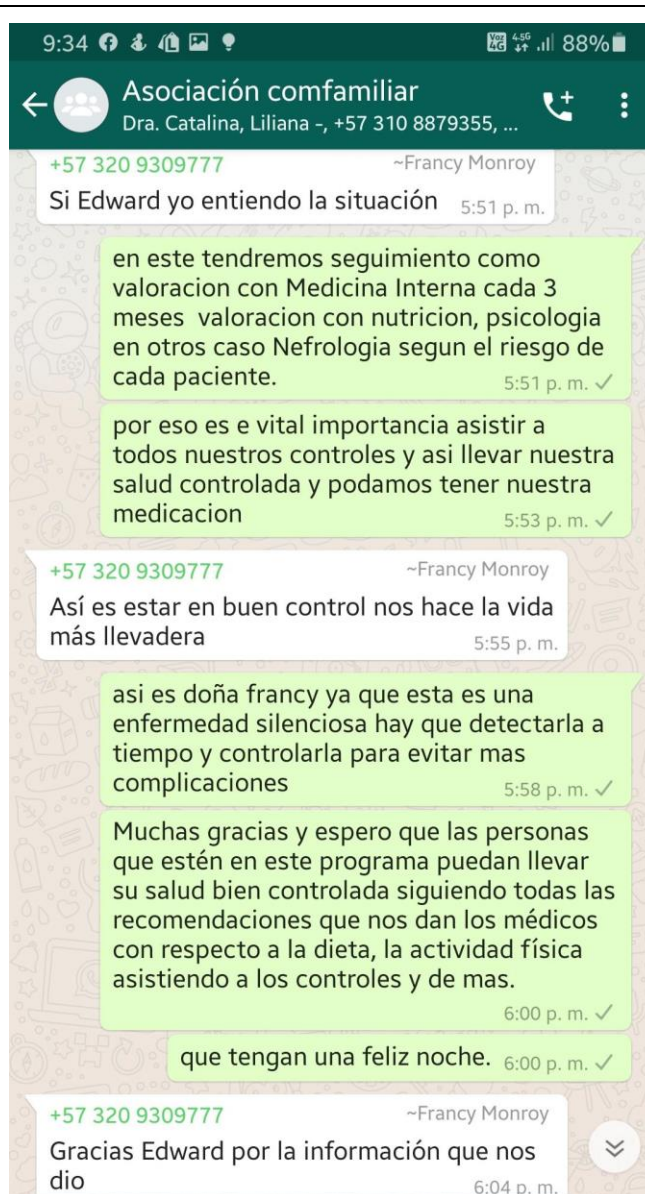 9:34
Voz 4G 4.5G 88%
Asociación comfamiliar
Dra. Catalina, Liliana -, +57 310 8879355, ...
+57 320 9309777 ~Francy Monroy
Si Edward yo entiendo la situación 5:51 p. m.
en este tendremos seguimiento como
valoracion con Medicina Interna cada 3
meses valoracion con nutricion, psicologia
en otros caso Nefrologia segun el riesgo de
cada paciente. 5:51 p. m.
por eso es e vital importancia asistir a
todos nuestros controles y asi llevar nuestra
salud controlada y podamos tener nuestra
medicacion 5:53 p. m.
+57 320 9309777 ~Francy Monroy
Así es estar en buen control nos hace la vida
más llevadera 5:55 p. m.
asi es doña francy ya que esta es una
enfermedad silenciosa hay que detectarla a
tiempo y controlarla para evitar mas
complicaciones 5:58 p. m.
Muchas gracias y espero que las personas
que estén en este programa puedan llevar
su salud bien controlada siguiendo todas las
recomendaciones que nos dan los médicos
con respecto a la dieta, la actividad física
asistiendo a los controles y de mas.
6:00 p. m.
que tengan una feliz noche. 6:00 p. m.
+57 320 9309777 ~Francy Monroy
Gracias Edward por la información que nos
dio 6:04 p. m.